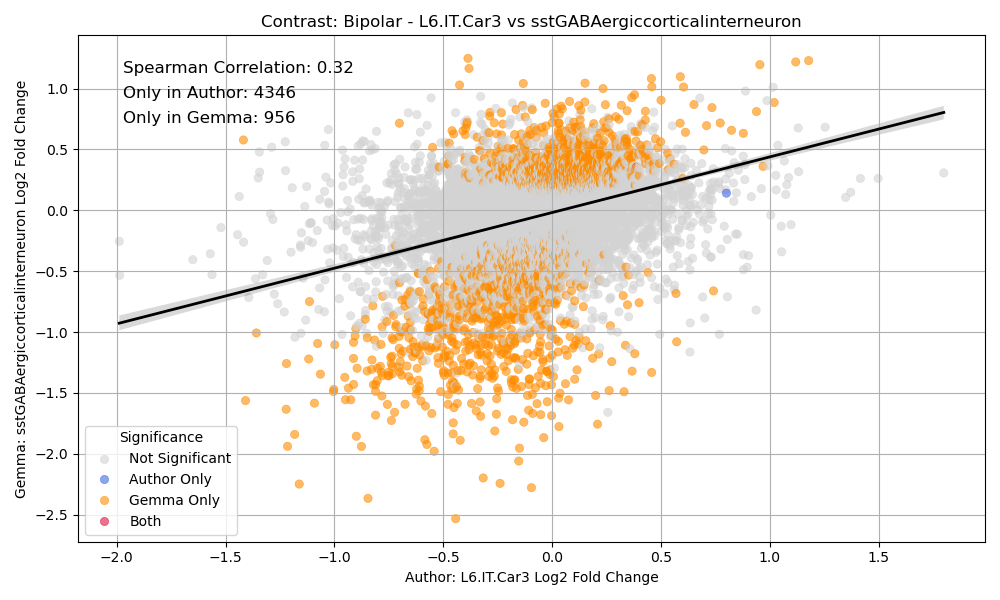 Contrast: Bipolar - L6.IT.Car3 vs sstGABAergiccorticalinterneuron
Spearman Correlation: 0.32
Only in Author: 4346
Only in Gemma: 956
Gemma: sstGABAergiccorticalinterneuron Log2 Fold Change
1.0
0.5
0.0
−0.5
−1.0
−1.5
−2.0
−2.5
Significance
Not Significant
Author Only
Gemma Only
Both
−2.0 −1.5 −1.0 −0.5 0.0 0.5 1.0 1.5
Author: L6.IT.Car3 Log2 Fold Change